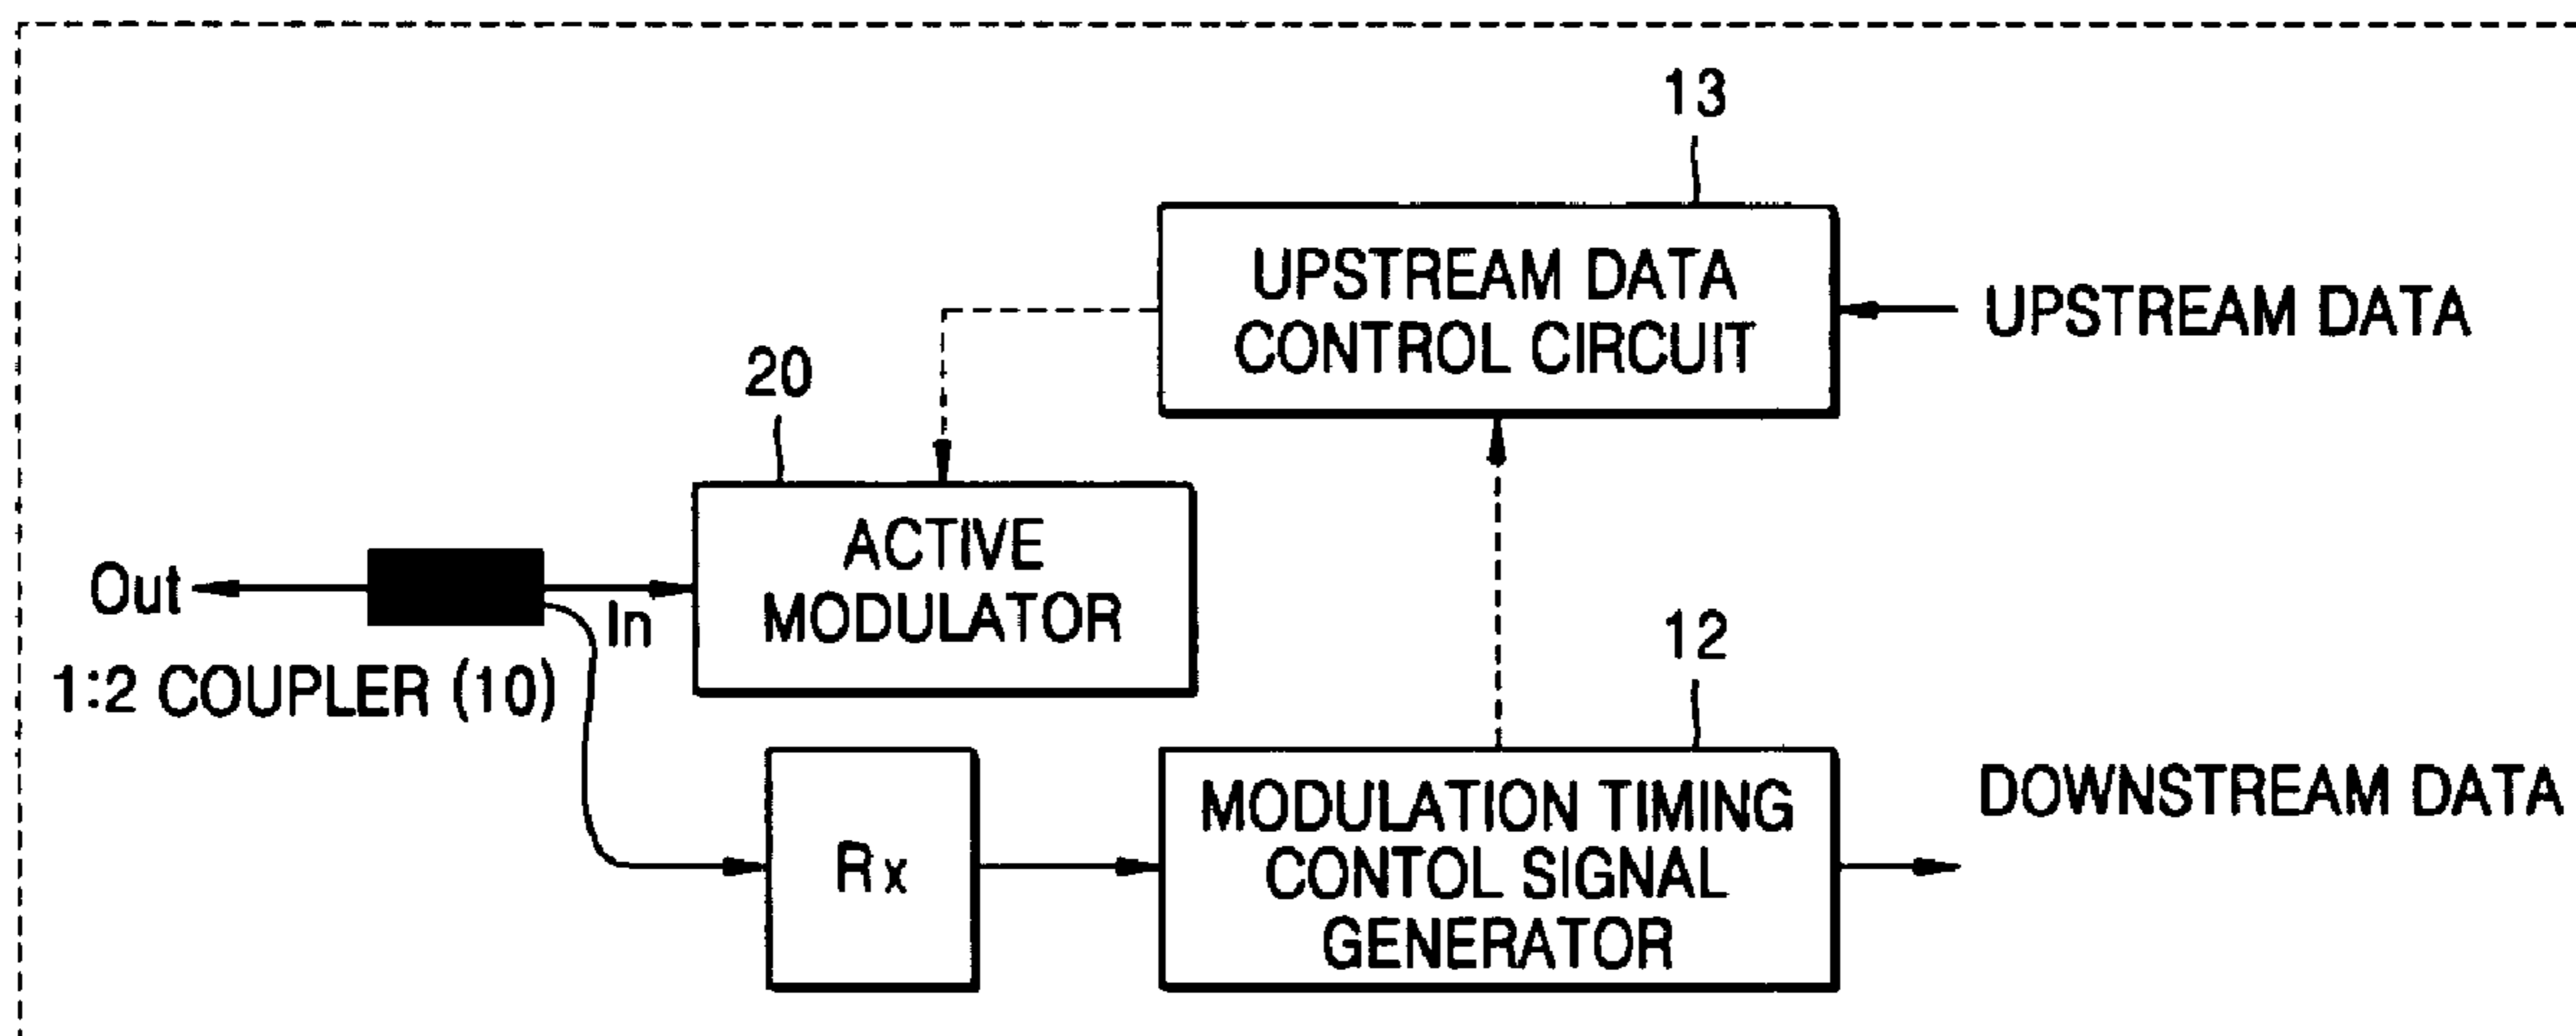 13
UPSTREAM DATA
CONTROL CIRCUIT
UPSTREAM DATA
20
ACTIVE
MODULATOR
Out
In
1:2 COUPLER (10)
12
Rx
MODULATION TIMING
CONTOL SIGNAL
GENERATOR
DOWNSTREAM DATA